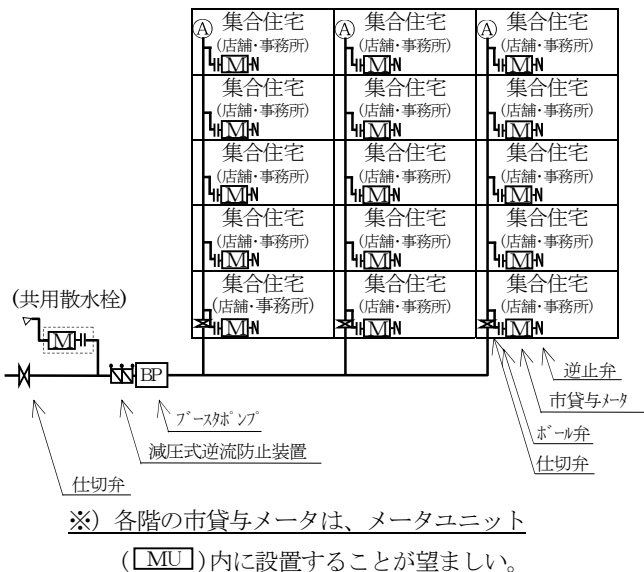 Ⓐ 集合住宅 Ⓐ 集合住宅 Ⓐ 集合住宅
(店舗・事務所) (店舗・事務所) (店舗・事務所)
M N M N M N
集合住宅 集合住宅 集合住宅
(店舗・事務所) (店舗・事務所) (店舗・事務所)
M N M N M N
集合住宅 集合住宅 集合住宅
(店舗・事務所) (店舗・事務所) (店舗・事務所)
M N M N M N
集合住宅 集合住宅 集合住宅
(店舗・事務所) (店舗・事務所) (店舗・事務所)
M N M N M N
集合住宅 集合住宅 集合住宅
(店舗・事務所) (店舗・事務所) (店舗・事務所)
M N M N M N
(共用散水栓)
M
BP
逆止弁
市貸与メータ
ボール弁
仕切弁
ブースタポンプ
減圧式逆流防止装置
仕切弁
※) 各階の市貸与メータは、メータユニット
(MU)内に設置することが望ましい。